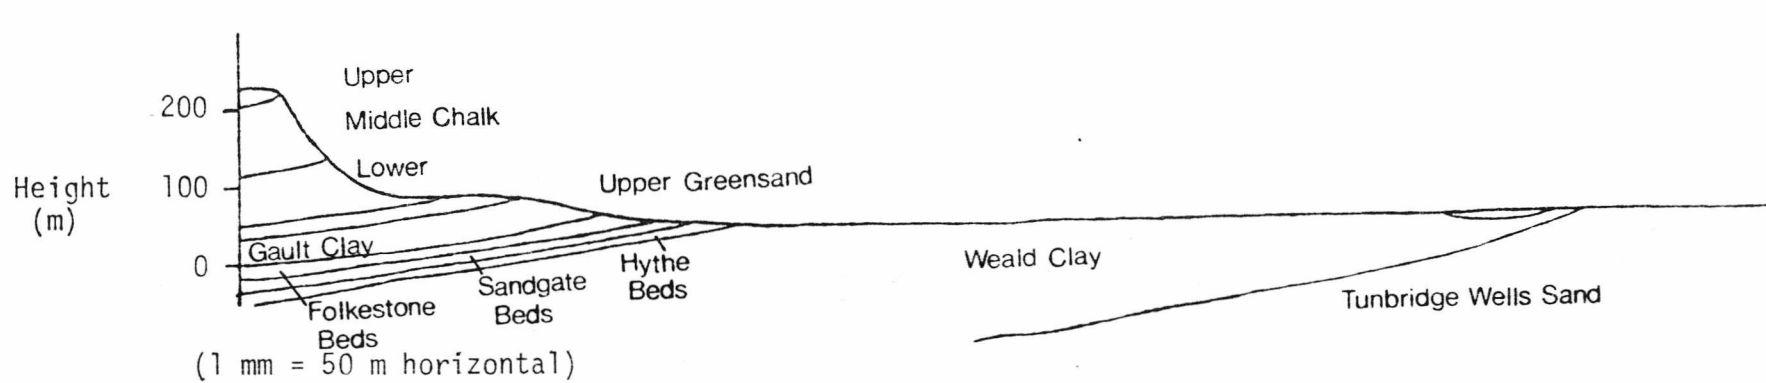 Upper
200
Middle Chalk
Lower
Height
(m)
100
Upper Greensand
Gault Clay
0
Weald Clay
Hythe
Beds
Sandgate
Beds
Folkestone
Beds
Tunbridge Wells Sand
(1 mm = 50 m horizontal)